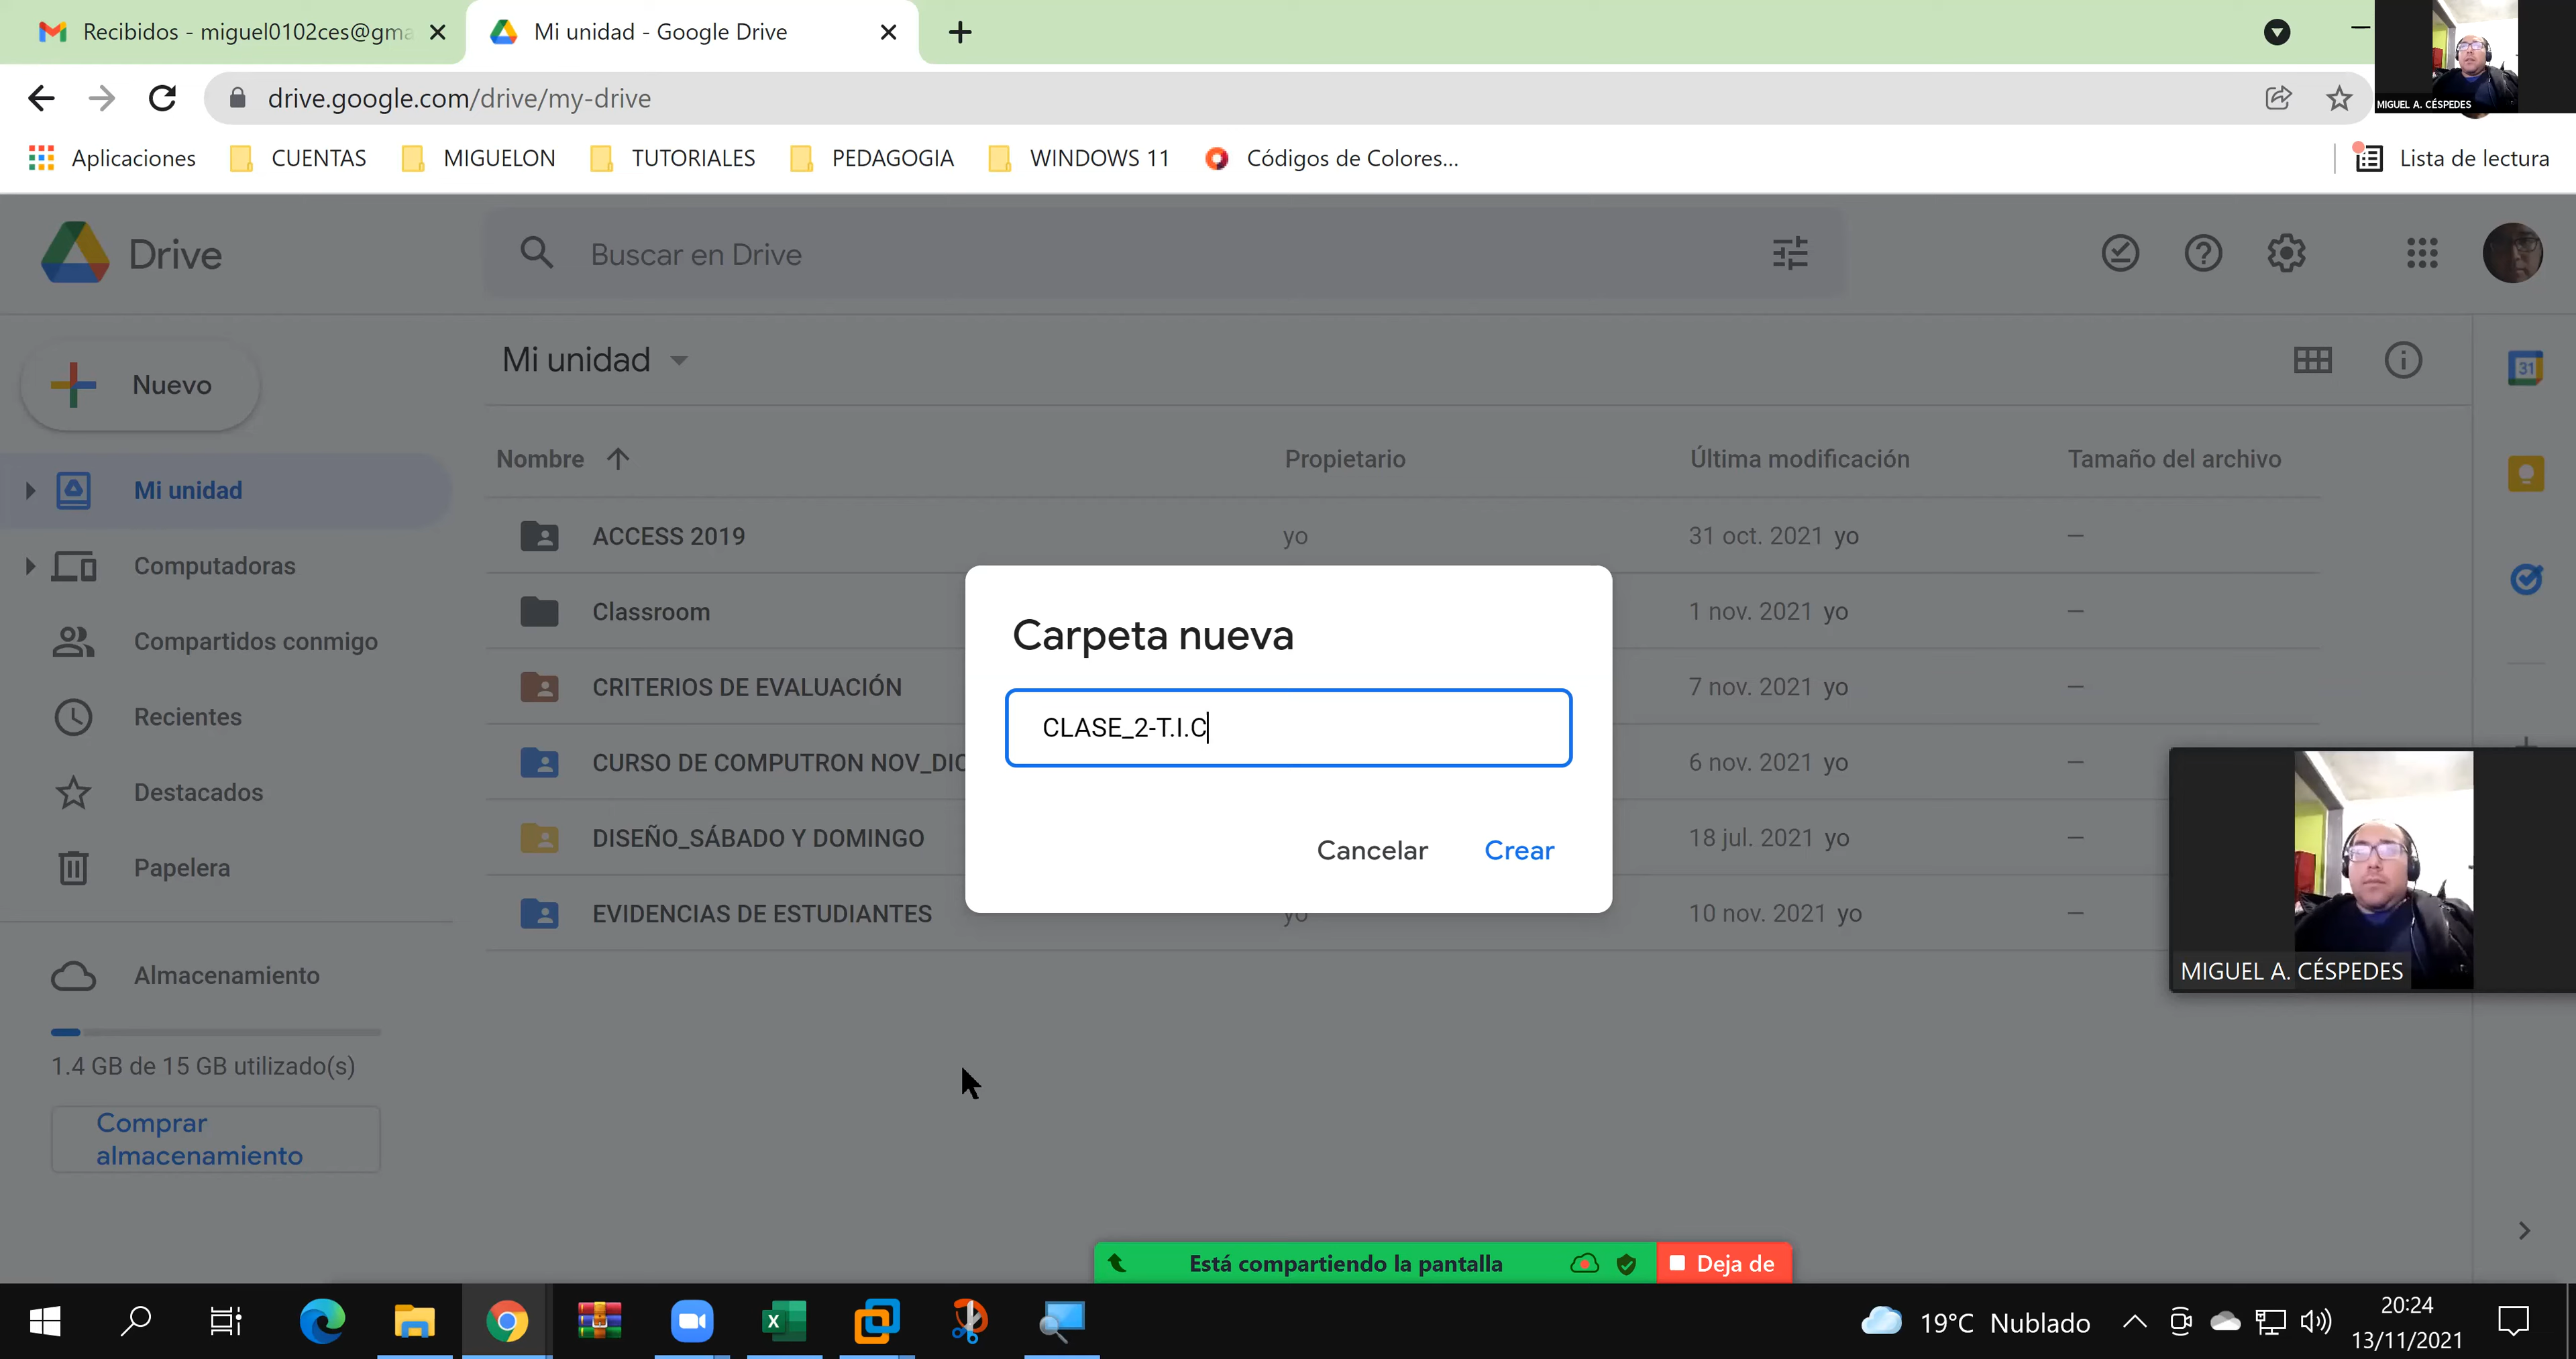 Recibidos - miguel0102ces@gma
Mi unidad - Google Drive
MIGUEL A. CÉSPEDES
drive.google.com/drive/my-drive
Aplicaciones
CUENTAS
MIGUELON
TUTORIALES
PEDAGOGIA
WINDOWS 11
Códigos de Colores...
Lista de lectura
Drive
Buscar en Drive
Nuevo
Mi unidad
Computadoras
Compartidos conmigo
Recientes
Destacados
Papelera
Almacenamiento
1.4 GB de 15 GB utilizado(s)
Comprar
almacenamiento
Mi unidad
Nombre Propietario Última modificación Tamaño del archivo
ACCESS 2019 yo 31 oct. 2021 yo –
Classroom 1 nov. 2021 yo –
CRITERIOS DE EVALUACIÓN 7 nov. 2021 yo –
CURSO DE COMPUTRON NOV_DIC 6 nov. 2021 yo –
DISEÑO_SÁBADO Y DOMINGO 18 jul. 2021 yo –
EVIDENCIAS DE ESTUDIANTES yo 10 nov. 2021 yo –
Carpeta nueva
CLASE_2-T.I.C
Cancelar Crear
31
MIGUEL A. CÉSPEDES
Está compartiendo la pantalla
Deja de
19°C Nublado
20:24
13/11/2021